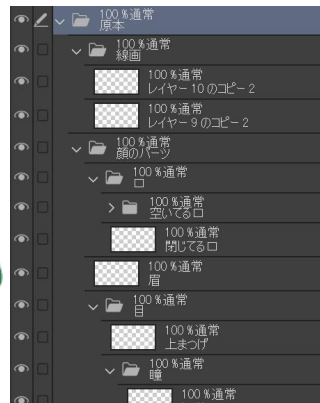 100 %通常
原本
100 %通常
線画
100 %通常
レイヤー 10 のコピー 2
100 %通常
レイヤー 9 のコピー 2
100 %通常
顔のパーツ
100 %通常
口
100 %通常
空いてる口
100 %通常
閉じてる口
100 %通常
眉
100 %通常
目
100 %通常
上まつげ
100 %通常
瞳
100 %通常